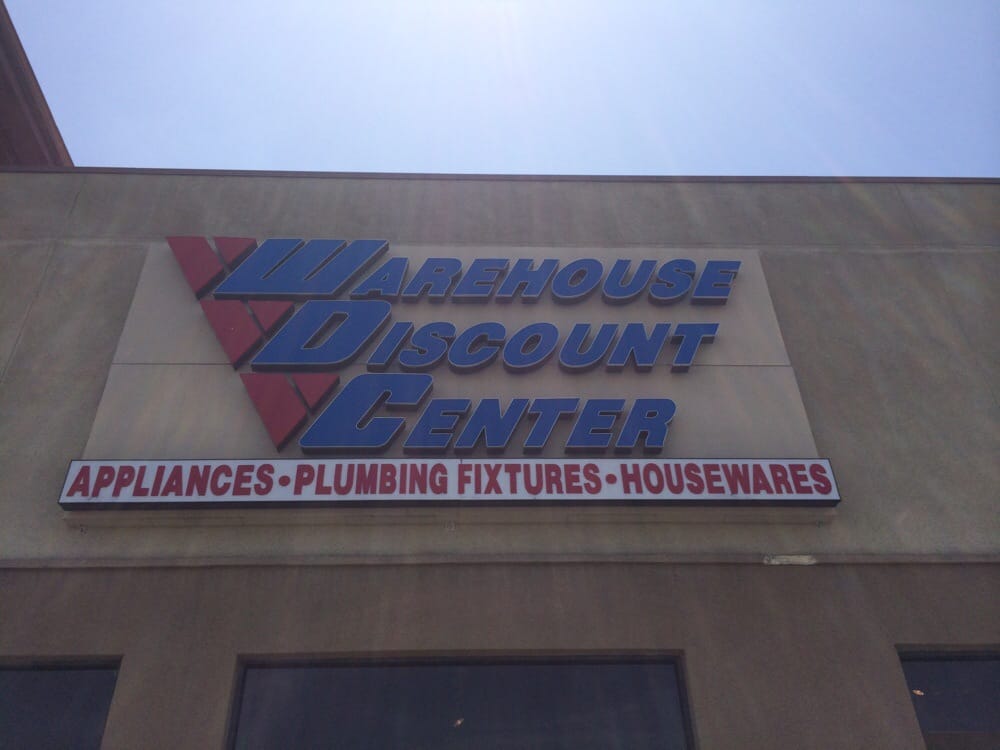 WAREHOUSE
DISCOUNT
CENTER
APPLIANCES • PLUMBING FIXTURES • HOUSEWARES